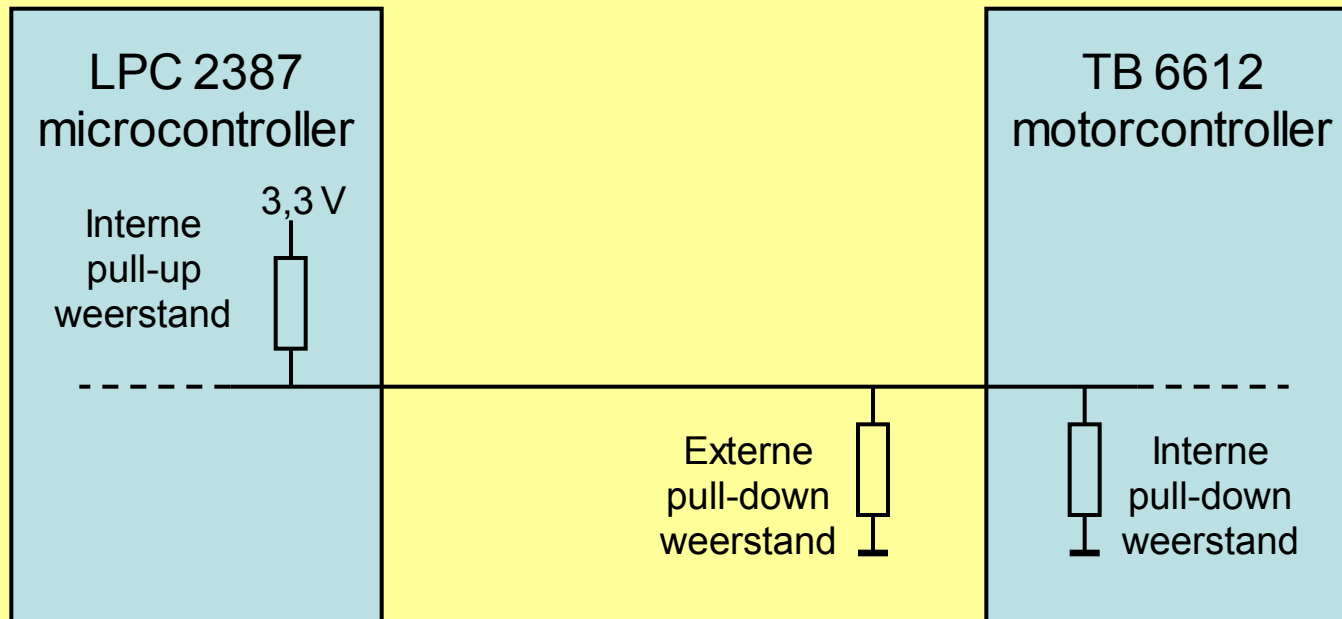 LPC 2387
microcontroller
3,3 V
Interne
pull-up
weerstand
TB 6612
motorcontroller
Externe
pull-down
weerstand
Interne
pull-down
weerstand